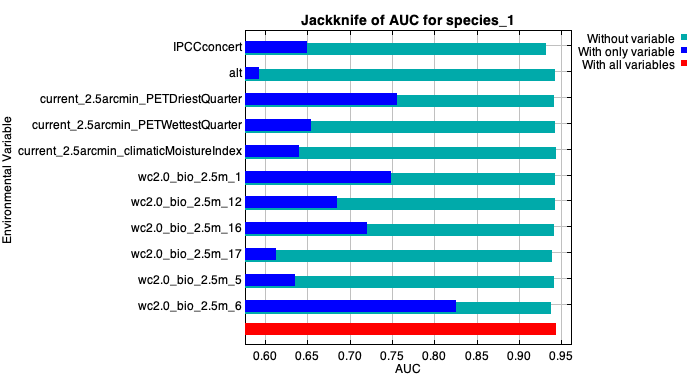 Jackknife of AUC for species_1
Without variable
With only variable
With all variables
Environmental Variable
IPCCconcert
alt
current_2.5arcmin_PETDriestQuarter
current_2.5arcmin_PETWettestQuarter
current_2.5arcmin_climaticMoistureIndex
wc2.0_bio_2.5m_1
wc2.0_bio_2.5m_12
wc2.0_bio_2.5m_16
wc2.0_bio_2.5m_17
wc2.0_bio_2.5m_5
wc2.0_bio_2.5m_6
0.60 0.65 0.70 0.75 0.80 0.85 0.90 0.95
AUC